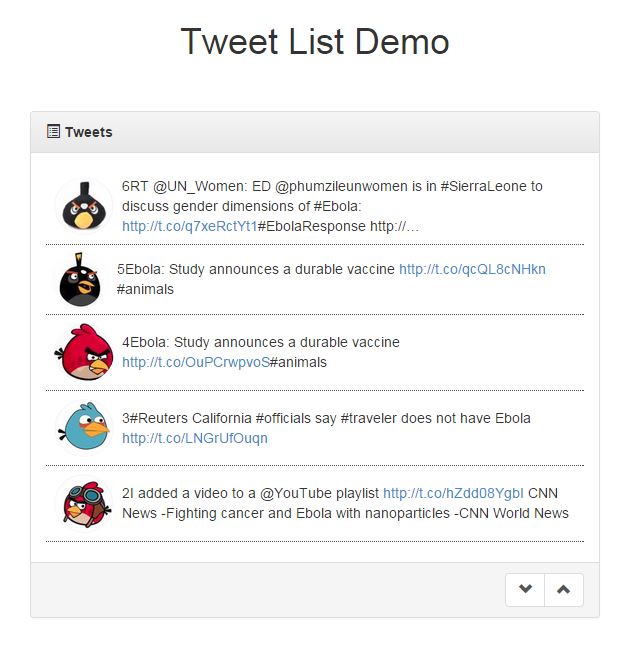 Tweet List Demo
Tweets
6RT @UN_Women: ED @phumzileunwomen is in #SierraLeone to
discuss gender dimensions of #Ebola:
http://t.co/q7xeRctYt1#EbolaResponse http://…
5Ebola: Study announces a durable vaccine http://t.co/qcQL8cNHkn
#animals
4Ebola: Study announces a durable vaccine
http://t.co/OuPCrwpvoS#animals
3#Reuters California #officials say #traveler does not have Ebola
http://t.co/LNGrUfOuqn
2I added a video to a @YouTube playlist http://t.co/hZdd08YgbI CNN
News -Fighting cancer and Ebola with nanoparticles -CNN World News